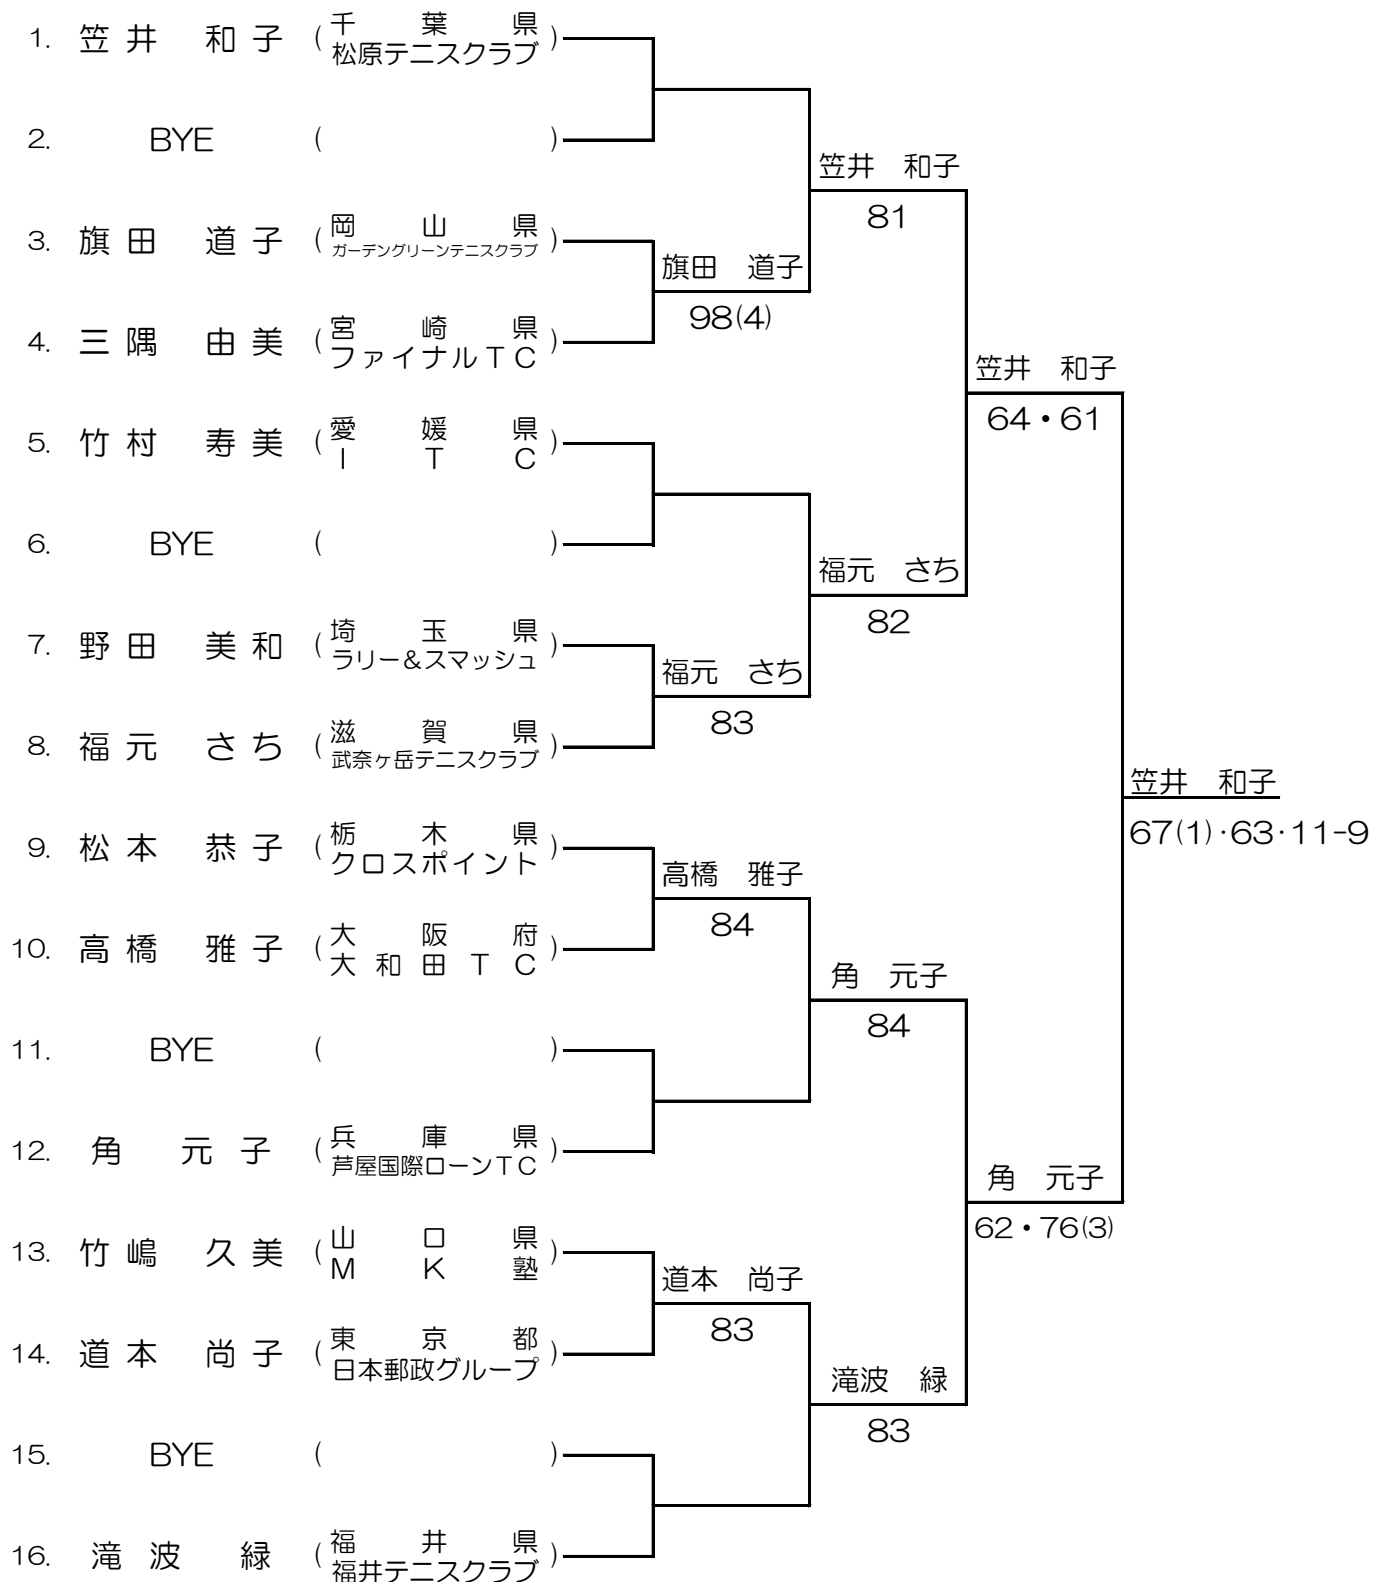 1. 笠井 和子 (千葉県
松原テニスクラブ)
2. BYE ( )
笠井 和子
81
3. 旗田 道子 (岡山県
ガーデングリーンテニスクラブ)
旗田 道子
98(4)
4. 三隅 由美 (宮崎県
ファイナルTC)
笠井 和子
64・61
5. 竹村 寿美 (愛媛県
ITC)
6. BYE ( )
福元 さち
82
7. 野田 美和 (埼玉県
ラリー&スマッシュ)
福元 さち
83
8. 福元 さち (滋賀県
武奈ヶ岳テニスクラブ)
笠井 和子
67(1)・63・11-9
9. 松本 恭子 (栃木県
クロスポイント)
高橋 雅子
84
10. 高橋 雅子 (大阪府
大和田TC)
角 元子
84
11. BYE ( )
12. 角 元子 (兵庫県
芦屋国際ローンTC)
角 元子
62・76(3)
13. 竹嶋 久美 (山口県
MK塾)
道本 尚子
83
14. 道本 尚子 (東京都
日本郵政グループ)
滝波 緑
83
15. BYE ( )
16. 滝波 緑 (福井県
福井テニスクラブ)